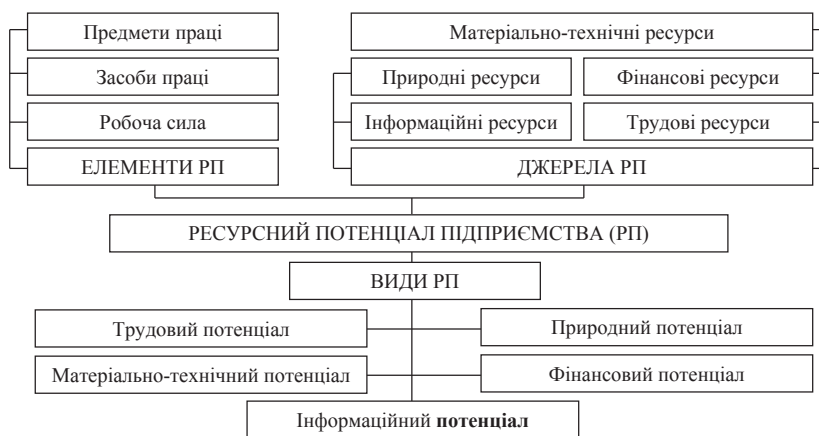 Предмети праці
Засоби праці
Робоча сила
ЕЛЕМЕНТИ РП
Матеріально-технічні ресурси
Природні ресурси
Фінансові ресурси
Інформаційні ресурси
Трудові ресурси
ДЖЕРЕЛА РП
РЕСУРСНИЙ ПОТЕНЦІАЛ ПІДПРИЄМСТВА (РП)
ВИДИ РП
Трудовий потенціал
Природний потенціал
Матеріально-технічний потенціал
Фінансовий потенціал
Інформаційний потенціал